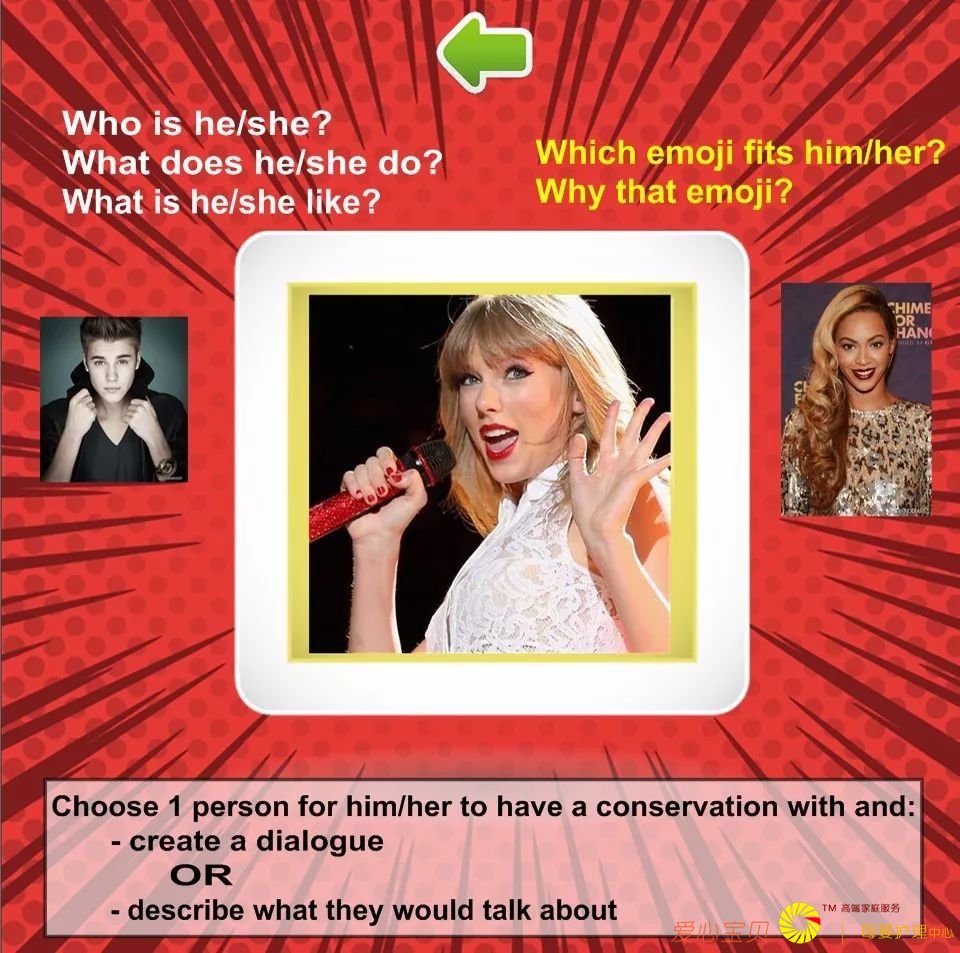 Who is he/she?
What does he/she do?
What is he/she like?
Which emoji fits him/her?
Why that emoji?
CHIME
FOR
CHANG
Choose 1 person for him/her to have a conservation with and:
- create a dialogue
OR
- describe what they would talk about
爱心宝贝
TM 高端家庭服务
母婴护理中心